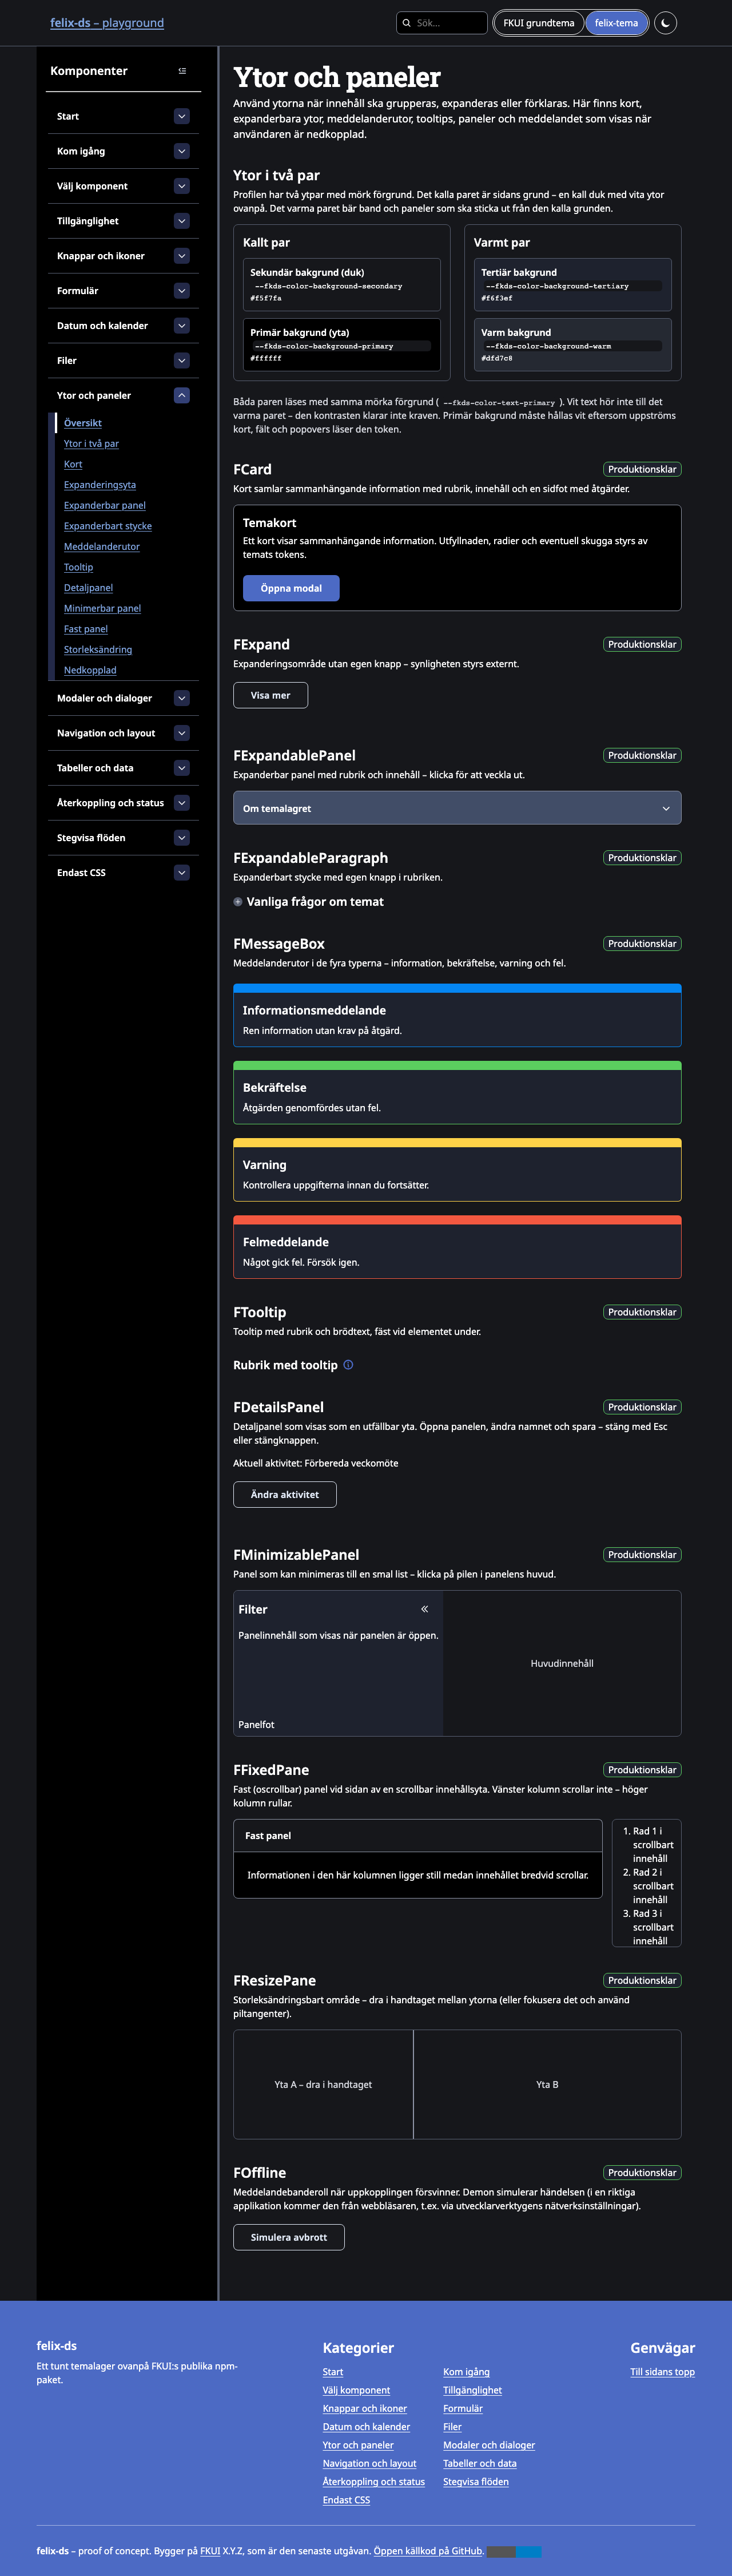 felix-ds – playground
Sök...
FKUI grundtema
felix-tema
Komponenter
Start
Kom igång
Välj komponent
Tillgänglighet
Knappar och ikoner
Formulär
Datum och kalender
Filer
Ytor och paneler
Översikt
Ytor i två par
Kort
Expanderingsyta
Expanderbar panel
Expanderbart stycke
Meddelanderutor
Tooltip
Detaljpanel
Minimerbar panel
Fast panel
Storleksändring
Nedkopplad
Modaler och dialoger
Navigation och layout
Tabeller och data
Återkoppling och status
Stegvisa flöden
Endast CSS
Ytor och paneler
Använd ytorna när innehåll ska grupperas, expanderas eller förklaras. Här finns kort,
expanderbara ytor, meddelanderutor, tooltips, paneler och meddelandet som visas när
användaren är nedkopplad.
Ytor i två par
Profilen har två ytpar med mörk förgrund. Det kalla paret är sidans grund – en kall duk med vita ytor
ovanpå. Det varma paret bär band och paneler som ska sticka ut från den kalla grunden.
Kallt par
Sekundär bakgrund (duk)
--fkds-color-background-secondary
#f5f7fa
Primär bakgrund (yta)
--fkds-color-background-primary
#ffffff
Varmt par
Tertiär bakgrund
--fkds-color-background-tertiary
#f6f3ef
Varm bakgrund
--fkds-color-background-warm
#dfd7c8
Båda paren läses med samma mörka förgrund ( --fkds-color-text-primary ). Vit text hör inte till det
varma paret – den kontrasten klarar inte kraven. Primär bakgrund måste hållas vit eftersom uppströms
kort, fält och popovers läser den token.
FCard
Produktionsklar
Kort samlar sammanhängande information med rubrik, innehåll och en sidfot med åtgärder.
Temakort
Ett kort visar sammanhängande information. Utfyllnaden, radier och eventuell skugga styrs av
temats tokens.
Öppna modal
FExpand
Produktionsklar
Expanderingsområde utan egen knapp – synligheten styrs externt.
Visa mer
FExpandablePanel
Produktionsklar
Expanderbar panel med rubrik och innehåll – klicka för att veckla ut.
Om temalagret
FExpandableParagraph
Produktionsklar
Expanderbart stycke med egen knapp i rubriken.
Vanliga frågor om temat
FMessageBox
Produktionsklar
Meddelanderutor i de fyra typerna – information, bekräftelse, varning och fel.
Informationsmeddelande
Ren information utan krav på åtgärd.
Bekräftelse
Åtgärden genomfördes utan fel.
Varning
Kontrollera uppgifterna innan du fortsätter.
Felmeddelande
Något gick fel. Försök igen.
FTooltip
Produktionsklar
Tooltip med rubrik och brödtext, fäst vid elementet under.
Rubrik med tooltip
FDetailsPanel
Produktionsklar
Detaljpanel som visas som en utfällbar yta. Öppna panelen, ändra namnet och spara – stäng med Esc
eller stängknappen.
Aktuell aktivitet: Förbereda veckomöte
Ändra aktivitet
FMinimizablePanel
Produktionsklar
Panel som kan minimeras till en smal list – klicka på pilen i panelens huvud.
Filter
Panelinnehåll som visas när panelen är öppen.
Panelfot
Huvudinnehåll
FFixedPane
Produktionsklar
Fast (oscrollbar) panel vid sidan av en scrollbar innehållsyta. Vänster kolumn scrollar inte – höger
kolumn rullar.
Fast panel
Informationen i den här kolumnen ligger still medan innehållet bredvid scrollar.
1. Rad 1 i
scrollbart
innehåll
2. Rad 2 i
scrollbart
innehåll
3. Rad 3 i
scrollbart
innehåll
FResizePane
Produktionsklar
Storleksändringsbart område – dra i handtaget mellan ytorna (eller fokusera det och använd
piltangenter).
Yta A – dra i handtaget
Yta B
FOffline
Produktionsklar
Meddelandebanderoll när uppkopplingen försvinner. Demon simulerar händelsen (i en riktiga
applikation kommer den från webbläsaren, t.ex. via utvecklarverktygens nätverksinställningar).
Simulera avbrott
felix-ds
Ett tunt temalager ovanpå FKUI:s publika npm-
paket.
Kategorier
Start
Kom igång
Välj komponent
Tillgänglighet
Knappar och ikoner
Formulär
Datum och kalender
Filer
Ytor och paneler
Modaler och dialoger
Navigation och layout
Tabeller och data
Återkoppling och status
Stegvisa flöden
Endast CSS
Genvägar
Till sidans topp
felix-ds – proof of concept. Bygger på FKUI X.Y.Z, som är den senaste utgåvan. Öppen källkod på GitHub.